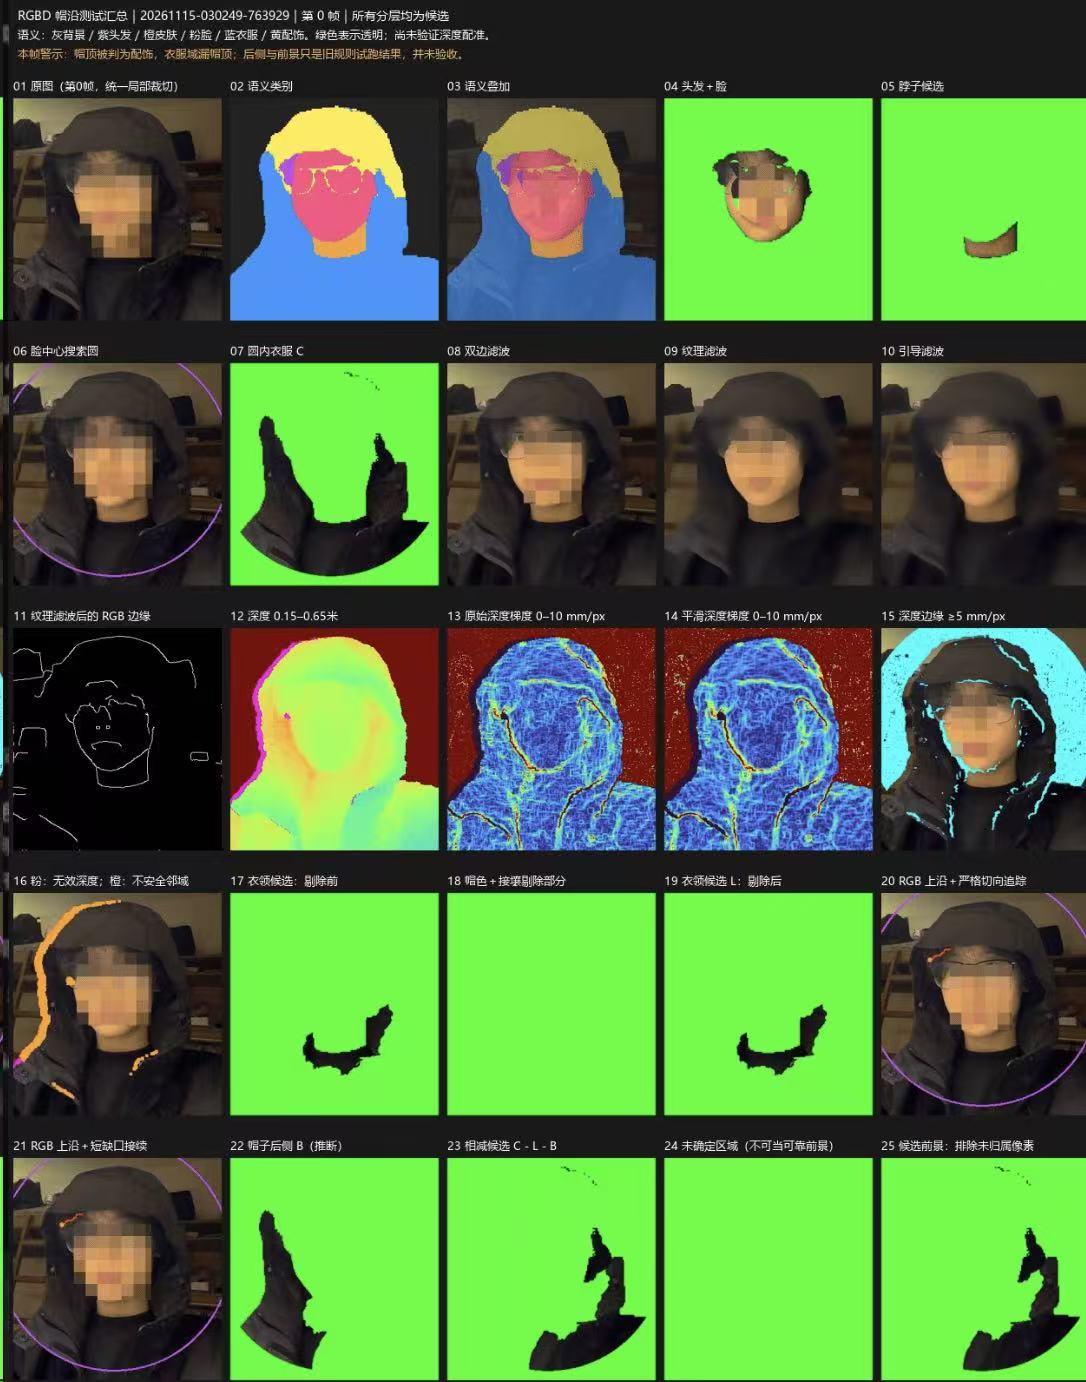 RGBD 帽沿测试汇总 | 20261115-030249-763929 | 第 0 帧 | 所有分层均为候选
语义：灰背景 / 紫头发 / 橙皮肤 / 粉脸 / 蓝衣服 / 黄配饰。绿色表示透明；尚未验证深度配准。
本帧警示：帽顶被判为配饰，衣服域漏帽顶；后侧与前景只是旧规则试跑结果，并未验收。
01 原图（第0帧，统一局部裁切）
02 语义类别
03 语义叠加
04 头发 + 脸
05 脖子候选
06 脸中心搜索圆
07 圆内衣服 C
08 双边滤波
09 纹理滤波
10 引导滤波
11 纹理滤波后的 RGB 边缘
12 深度 0.15–0.65米
13 原始深度梯度 0–10 mm/px
14 平滑深度梯度 0–10 mm/px
15 深度边缘 ≥5 mm/px
16 粉：无效深度；橙：不安全邻域
17 衣领候选：剔除前
18 帽色 + 接壤剔除部分
19 衣领候选 L：剔除后
20 RGB 上沿 + 严格切向追踪
21 RGB 上沿 + 短缺口接续
22 帽子后侧 B（推断）
23 相减候选 C - L - B
24 未确定区域（不可当可靠前景）
25 候选前景：排除未归属像素